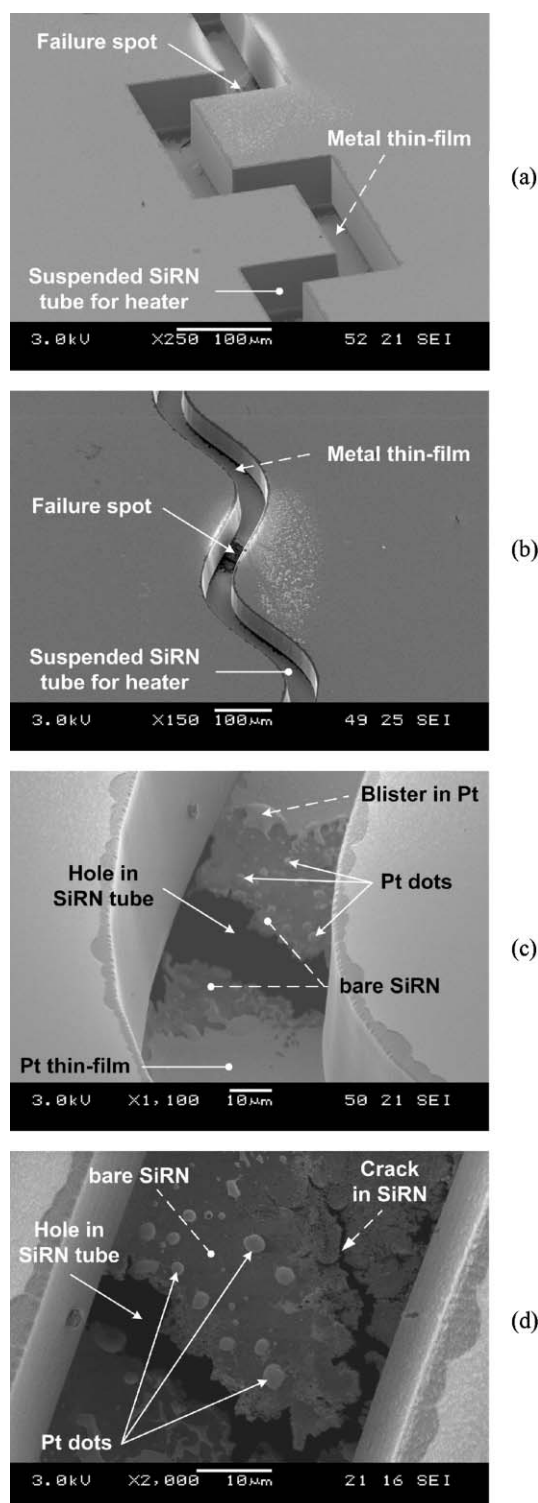 Failure spot
Metal thin-film
(a)
Suspended SiRN
tube for heater
3.0kV X250 100μm 52 21 SEI
Metal thin-film
Failure spot
(b)
Suspended SiRN
tube for heater
3.0kV X150 100μm 49 25 SEI
Blister in Pt
Hole in
SiRN tube
Pt dots
(c)
bare SiRN
Pt thin-film
3.0kV X1,100 10μm 50 21 SEI
bare SiRN
Crack
in SiRN
Hole in
SiRN tube
(d)
Pt dots
3.0kV X2,000 10μm 21 16 SEI